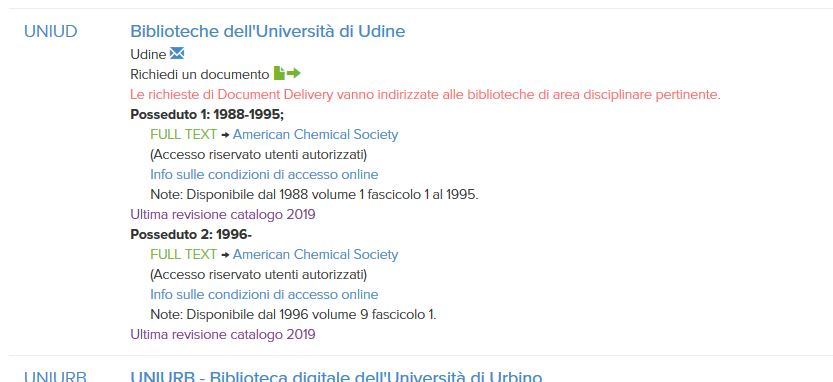 UNIUD Biblioteche dell'Università di Udine
Udine
Richiedi un documento
Le richieste di Document Delivery vanno indirizzate alle biblioteche di area disciplinare pertinente.
Posseduto 1: 1988-1995;
FULL TEXT → American Chemical Society
(Accesso riservato utenti autorizzati)
Info sulle condizioni di accesso online
Note: Disponibile dal 1988 volume 1 fascicolo 1 al 1995.
Ultima revisione catalogo 2019
Posseduto 2: 1996-
FULL TEXT → American Chemical Society
(Accesso riservato utenti autorizzati)
Info sulle condizioni di accesso online
Note: Disponibile dal 1996 volume 9 fascicolo 1.
Ultima revisione catalogo 2019
UNIURB UNIURB - Biblioteca digitale dell'Università di Urbino